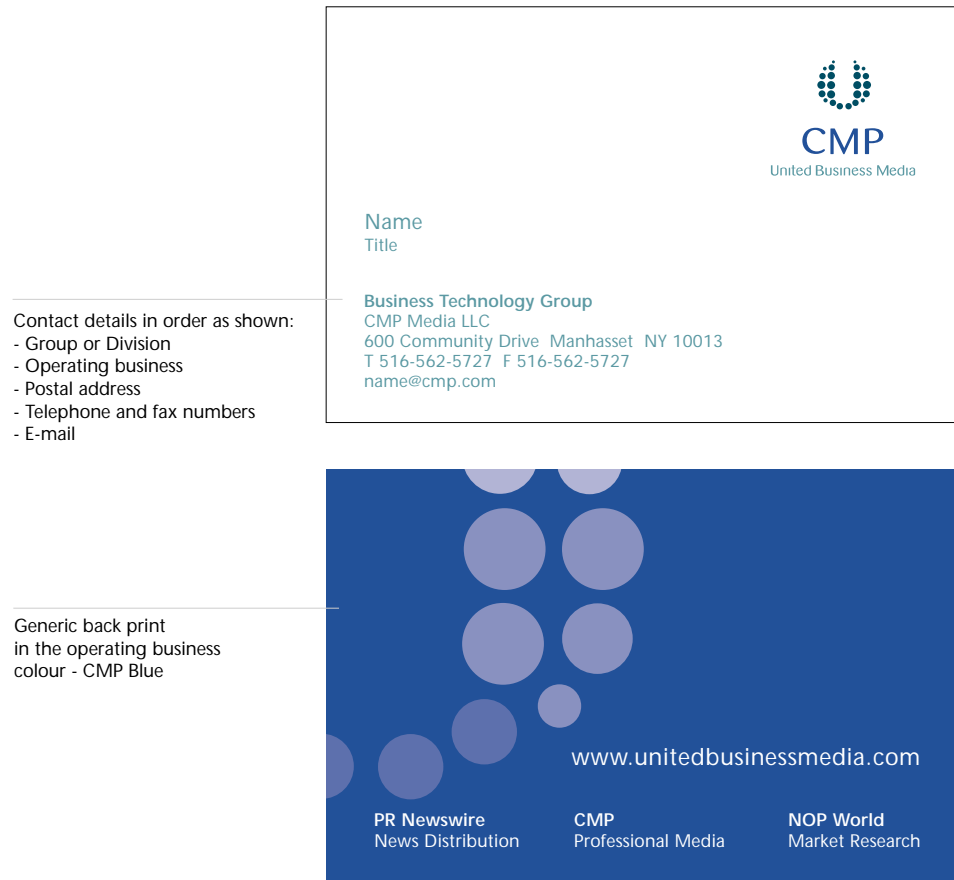 CMP
United Business Media
Name
Title
Business Technology Group
CMP Media LLC
600 Community Drive  Manhasset  NY 10013
T 516-562-5727  F 516-562-5727
name@cmp.com
Contact details in order as shown:
- Group or Division
- Operating business
- Postal address
- Telephone and fax numbers
- E-mail
Generic back print
in the operating business
colour - CMP Blue
www.unitedbusinessmedia.com
PR Newswire
News Distribution
CMP
Professional Media
NOP World
Market Research